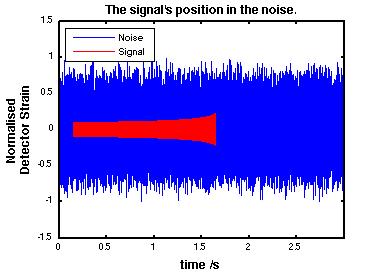 The signal's position in the noise.
1.5
1
0.5
0
-0.5
-1
-1.5
Normalised
Detector Strain
Noise
Signal
0
0.5
1
1.5
2
2.5
time /s